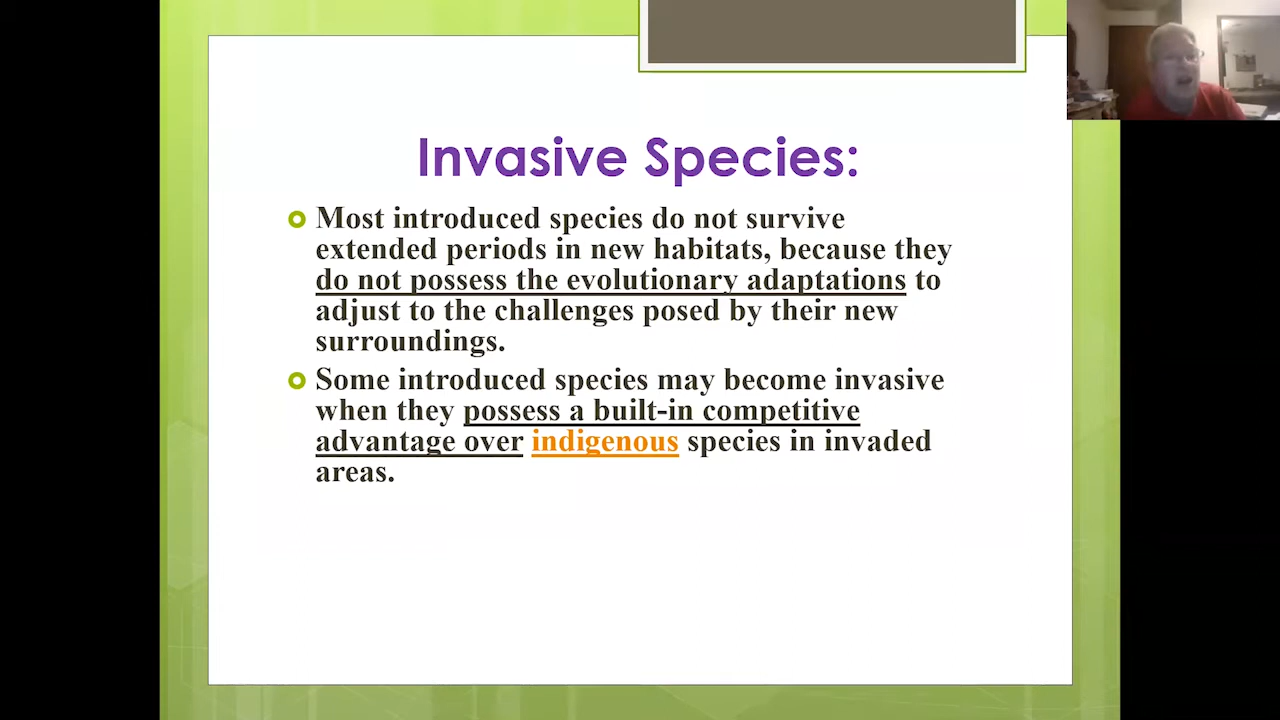 Invasive Species:
Most introduced species do not survive
extended periods in new habitats, because they
do not possess the evolutionary adaptations to
adjust to the challenges posed by their new
surroundings.
Some introduced species may become invasive
when they possess a built-in competitive
advantage over indigenous species in invaded
areas.